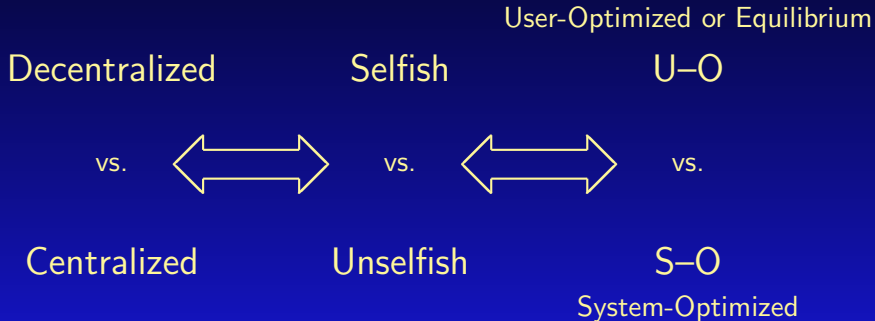 User-Optimized or Equilibrium
Decentralized Selfish U–O
vs. vs. vs.
Centralized Unselfish S–O
System-Optimized